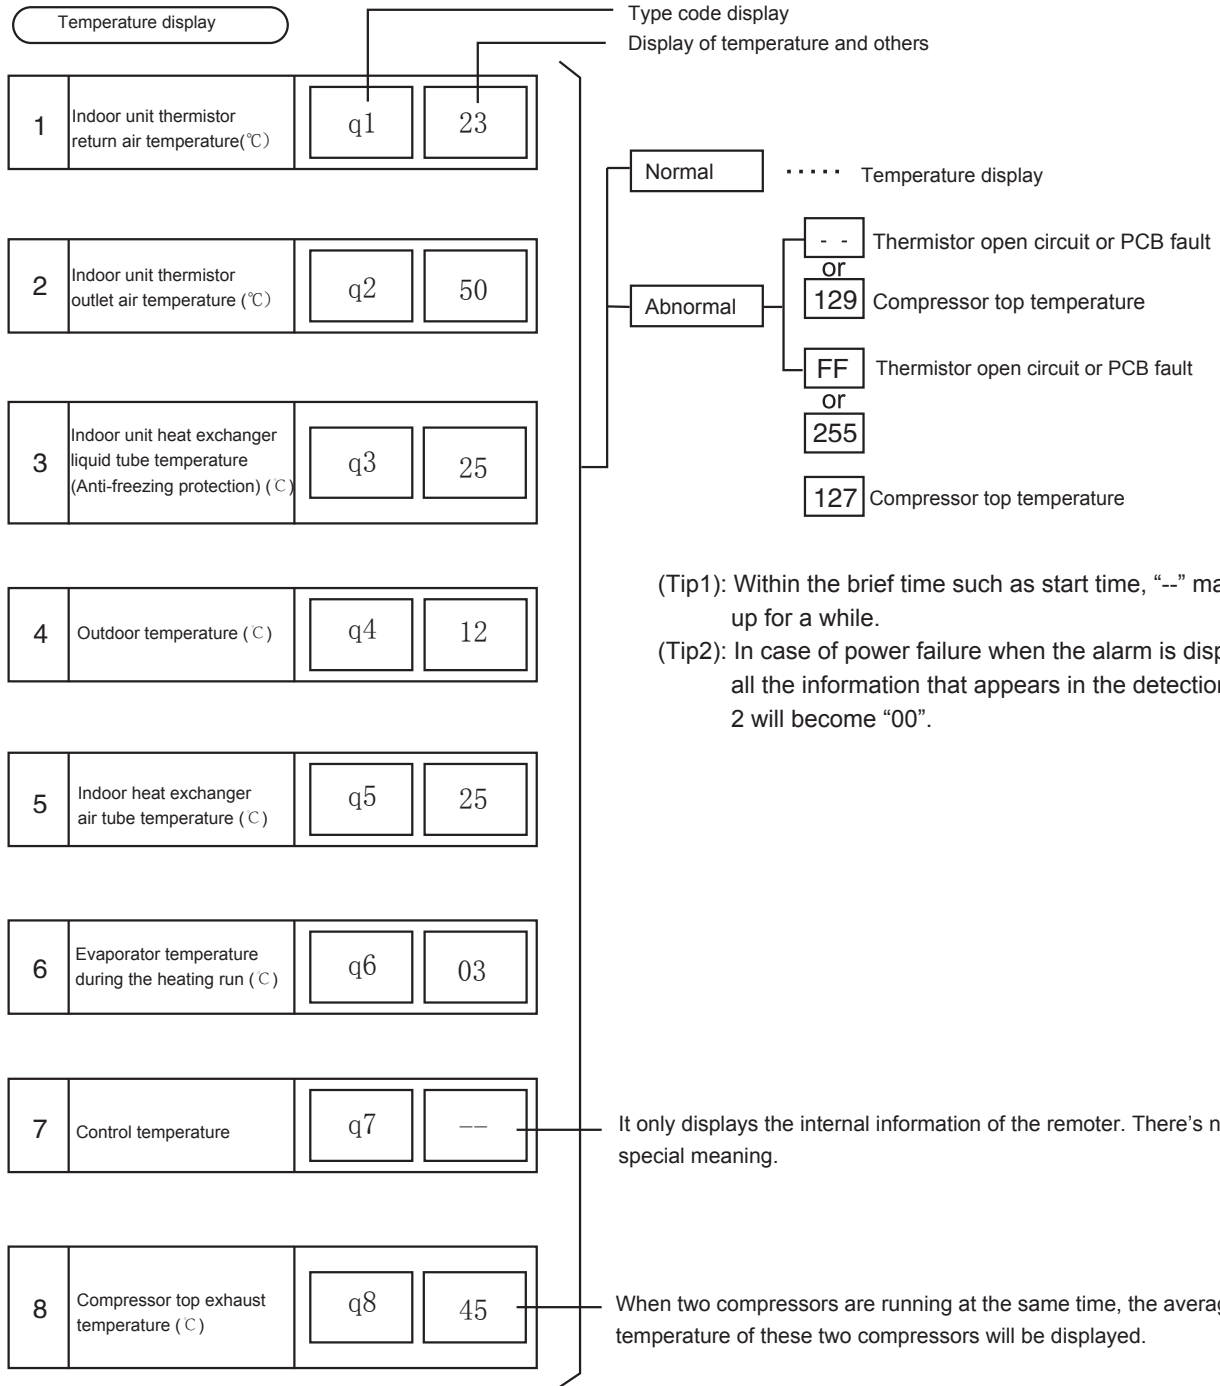 Temperature display
Type code display
Display of temperature and others
1
Indoor unit thermistor
return air temperature(℃)
q1
23
2
Indoor unit thermistor
outlet air temperature (℃)
q2
50
3
Indoor unit heat exchanger
liquid tube temperature
(Anti-freezing protection) (℃)
q3
25
4
Outdoor temperature (℃)
q4
12
5
Indoor heat exchanger
air tube temperature (℃)
q5
25
6
Evaporator temperature
during the heating run (℃)
q6
03
7
Control temperature
q7
--
8
Compressor top exhaust
temperature (℃)
q8
45
Normal
..... Temperature display
Abnormal
- - Thermistor open circuit or PCB fault
or
129 Compressor top temperature
FF Thermistor open circuit or PCB fault
or
255
127 Compressor top temperature
(Tip1): Within the brief time such as start time, “--”
up for a while.
(Tip2): In case of power failure when the alarm is
all the information that appears in the
2 will become “00”.
It only displays the internal information of the remoter. There’s
special meaning.
When two compressors are running at the same time, the
temperature of these two compressors will be displayed.